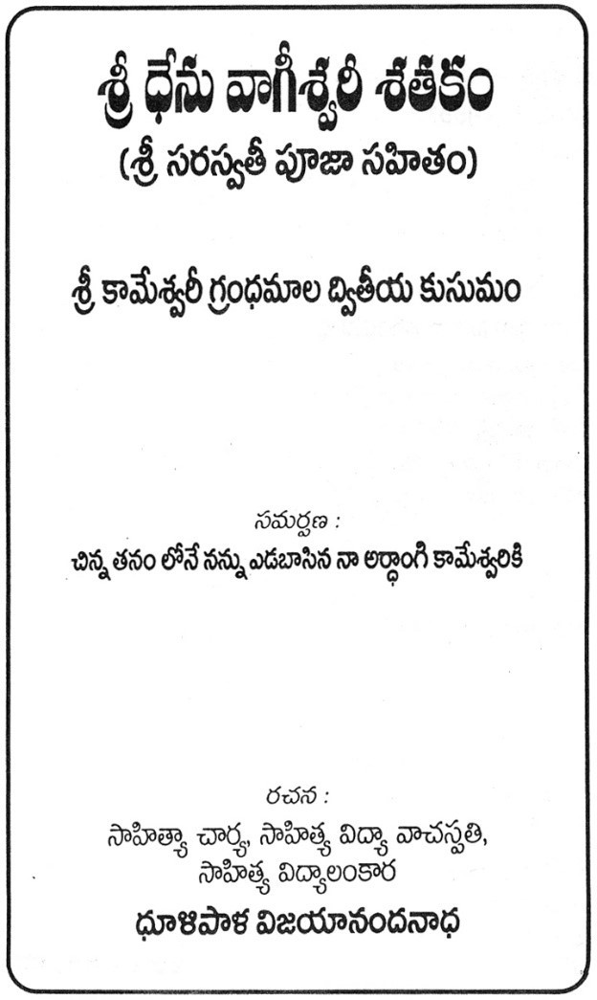 శ్రీ ధేను వాగీశ్వరీ శతకం
(శ్రీ సరస్వతీ పూజా సహితం)
శ్రీ కామేశ్వరీ గ్రంధమాల ద్వితీయ కుసుమం
సమర్పణ :
చిన్న తనం లోనే నన్ను ఎడబాసిన నా అర్ధాంగి కామేశ్వరికి
రచన :
సాహిత్యా చార్య, సాహిత్య విద్యా వాచస్పతి,
సాహిత్య విద్యాలంకార
ధూళిపాళ విజయానందనాధ